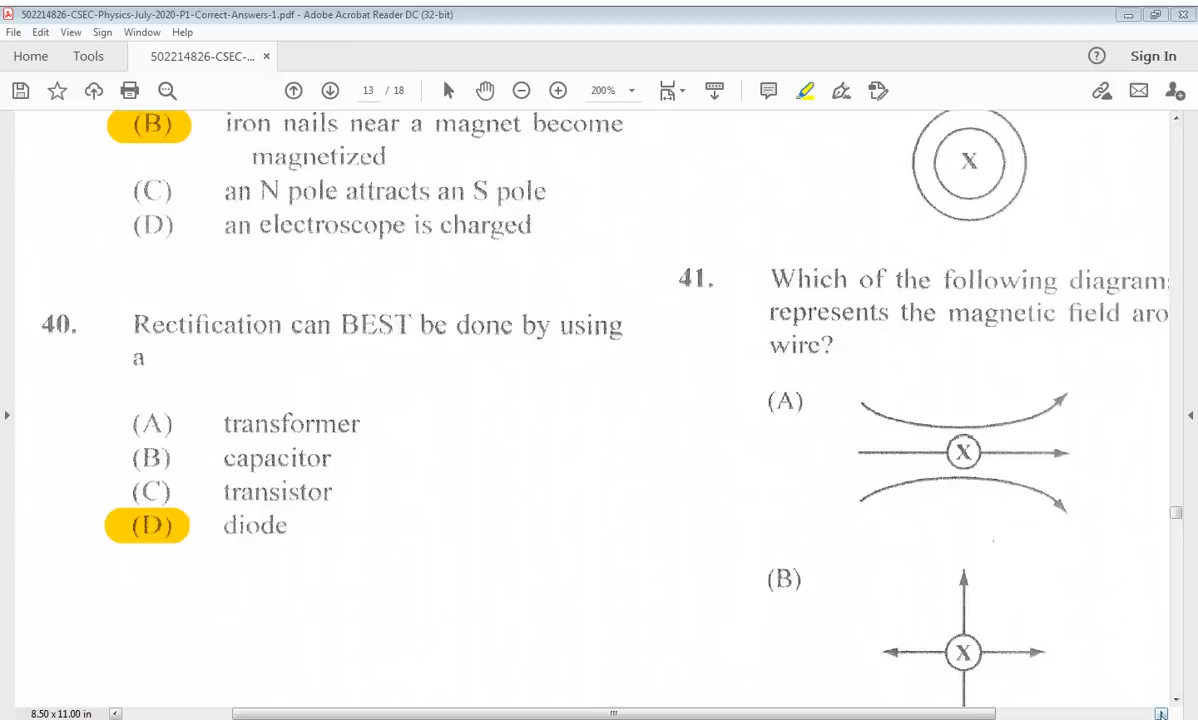 502214826-CSEC-Physics-July-2020-P1-Correct-Answers-1.pdf - Adobe Acrobat Reader DC (32-bit)
File Edit View Sign Window Help
Home Tools 502214826-CSEC-... × Sign In
13 / 18 200%
(B) iron nails near a magnet become
magnetized
(C) an N pole attracts an S pole
(D) an electroscope is charged
40. Rectification can BEST be done by using
a
(A) transformer
(B) capacitor
(C) transistor
(D) diode
X
41. Which of the following diagram
represents the magnetic field aro
wire?
(A)
X
(B)
X
8.50 x 11.00 in